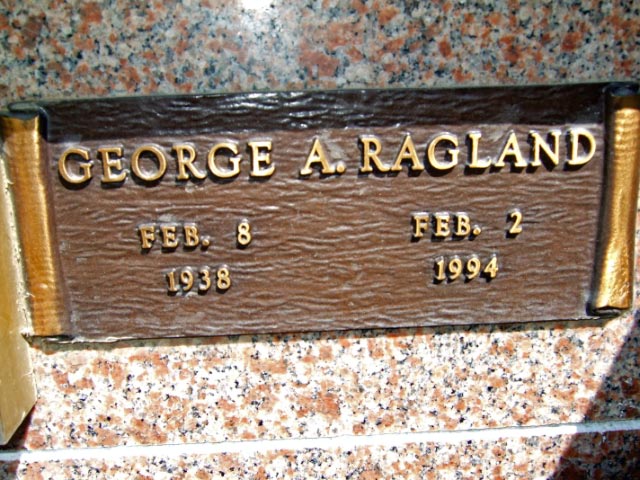 GEORGE A. RAGLAND
FEB. 8
1938
FEB. 2
1994